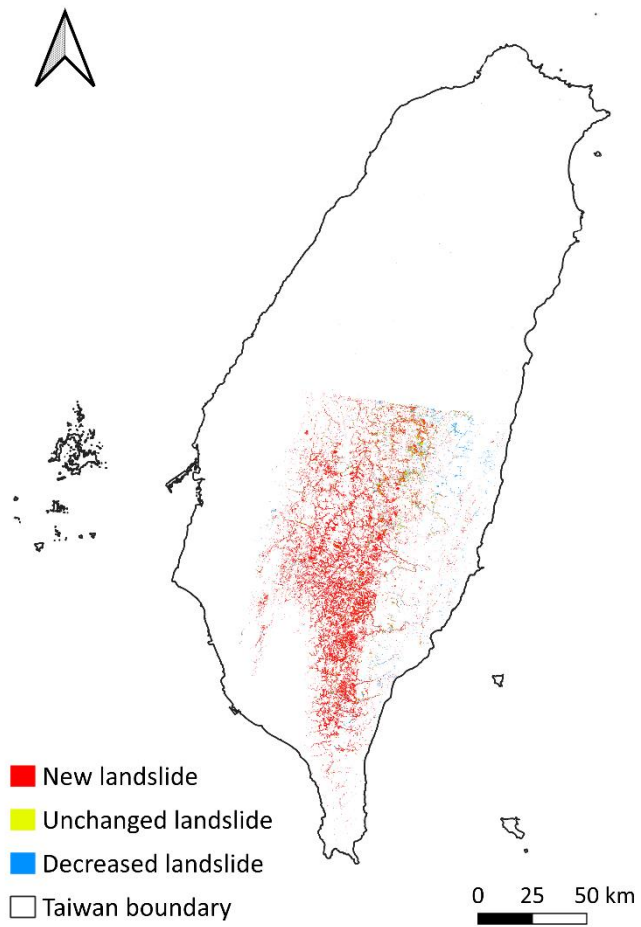 New landslide
Unchanged landslide
Decreased landslide
Taiwan boundary
0 25 50 km